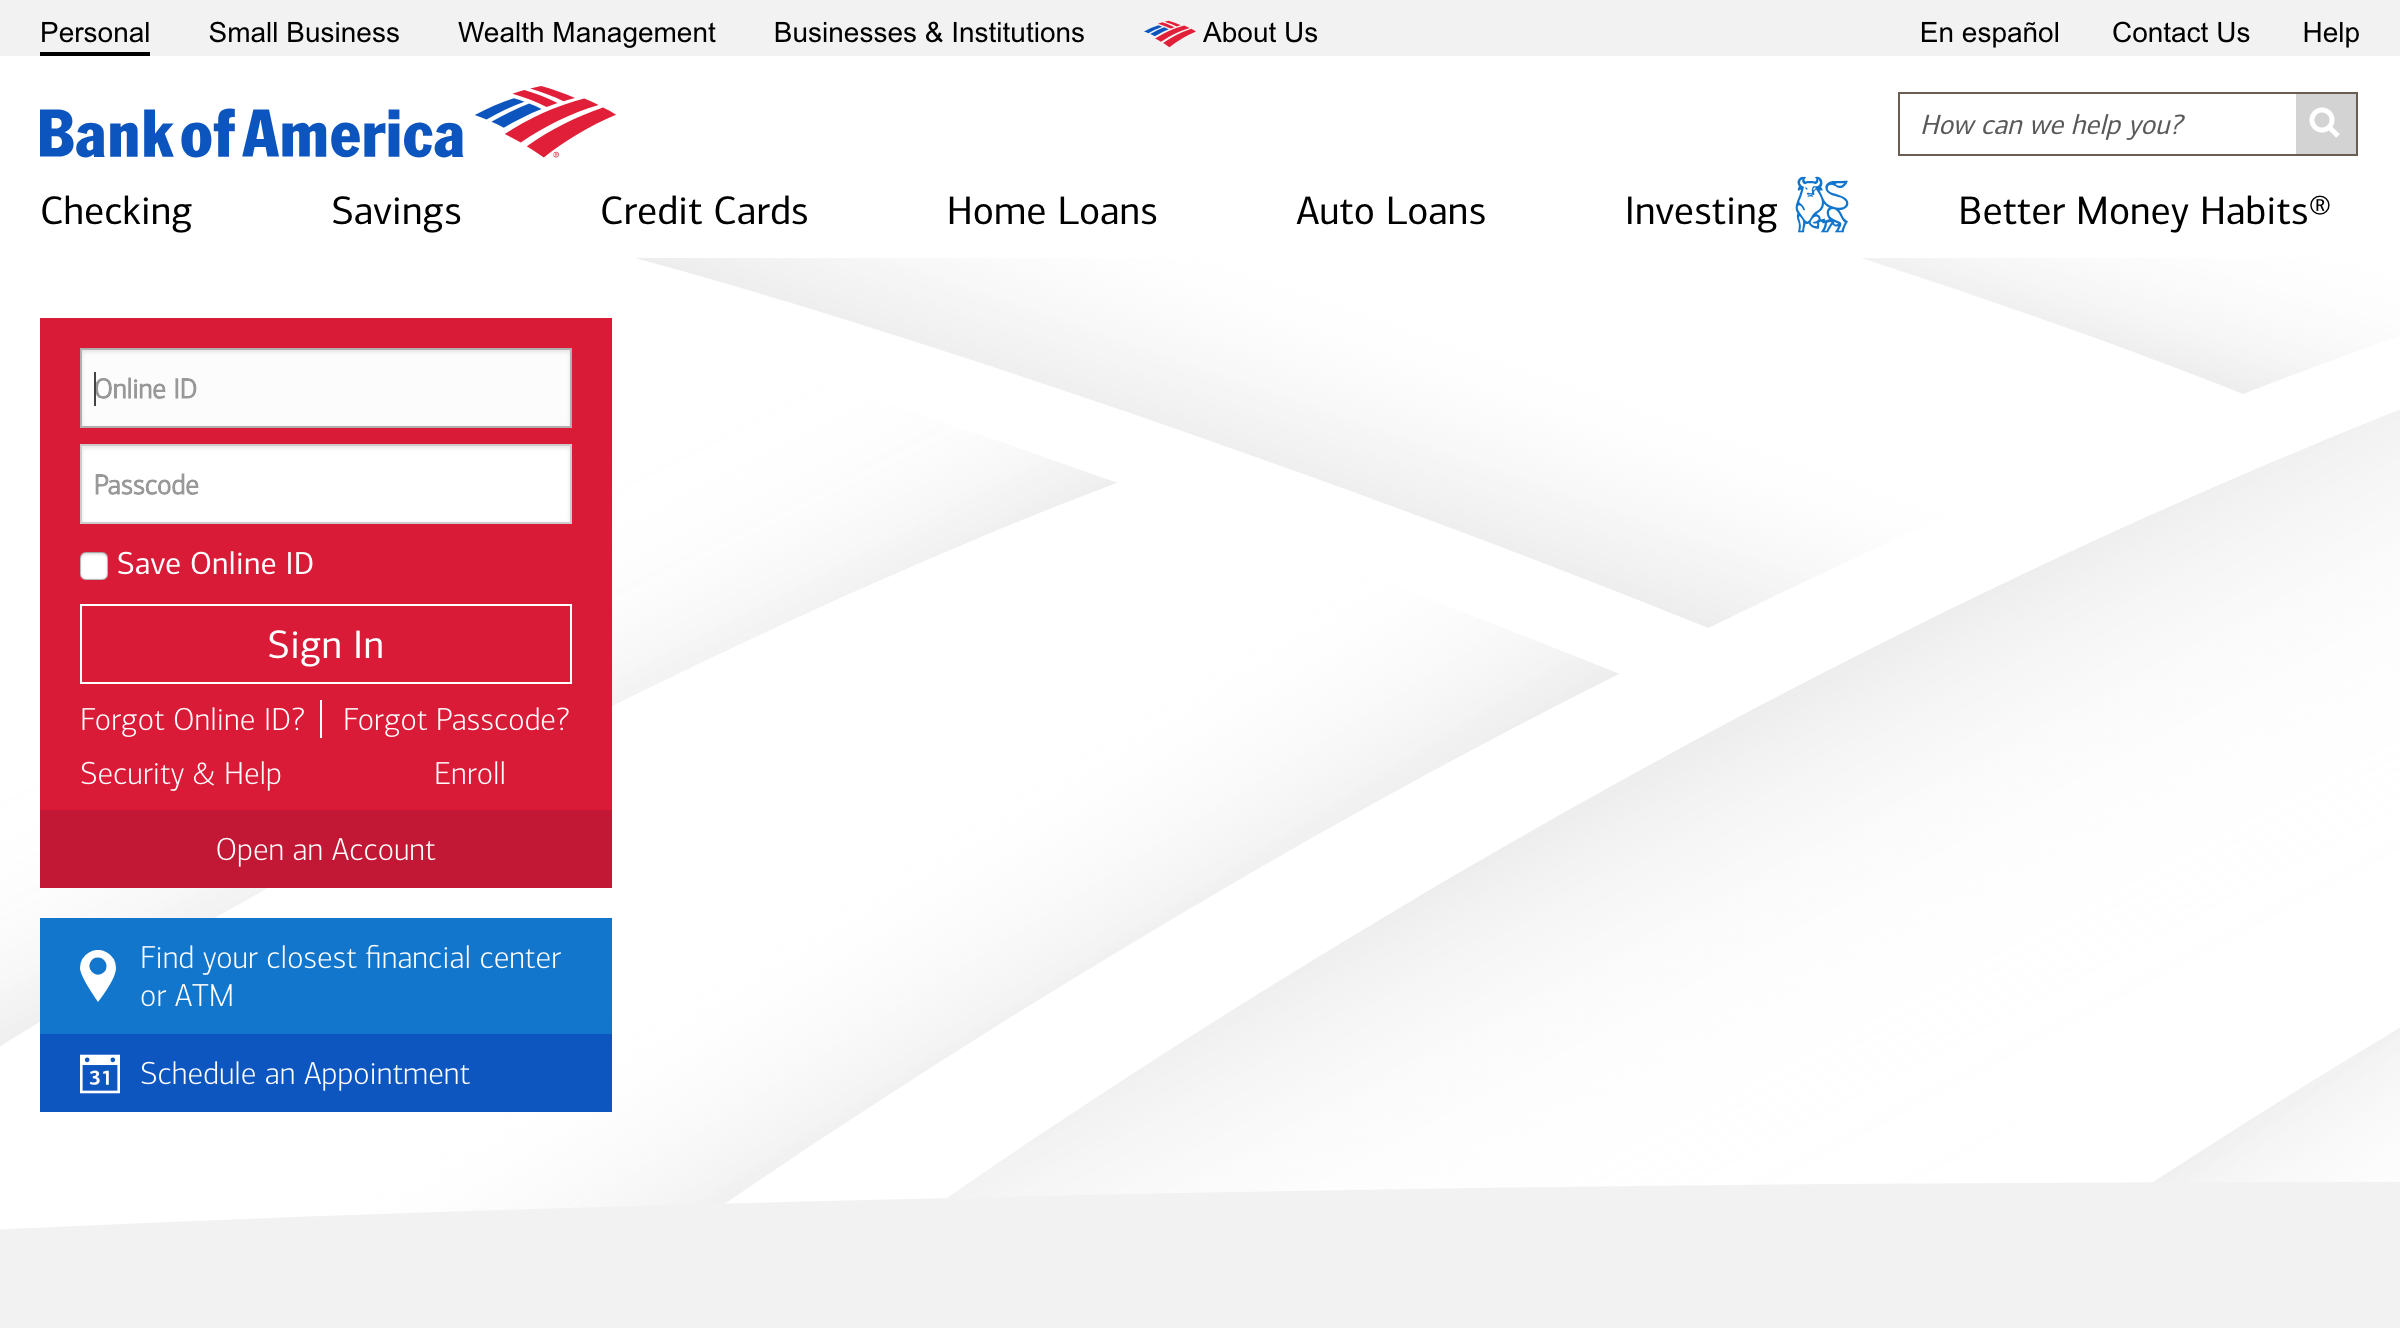 Personal Small Business Wealth Management Businesses & Institutions About Us En español Contact Us Help
Bank of America ®
How can we help you?
Checking Savings Credit Cards Home Loans Auto Loans Investing Better Money Habits®
Online ID
Passcode
Save Online ID
Sign In
Forgot Online ID? Forgot Passcode?
Security & Help Enroll
Open an Account
Find your closest financial center
or ATM
31 Schedule an Appointment